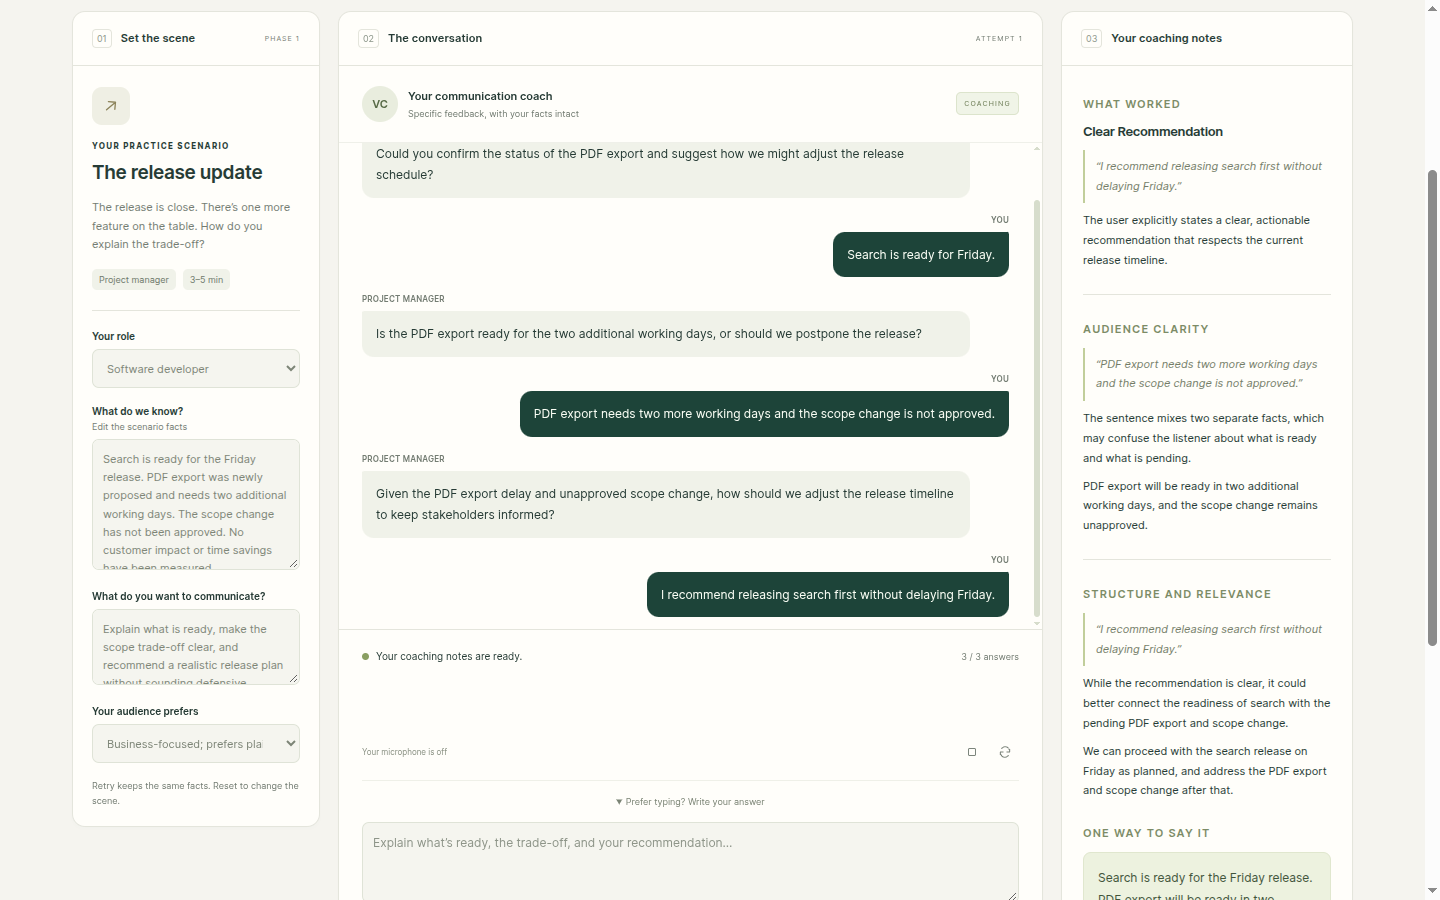 01 Set the scene PHASE 1
YOUR PRACTICE SCENARIO
The release update
The release is close. There's one more
feature on the table. How do you
explain the trade-off?
Project manager
3–5 min
Your role
Software developer
What do we know?
Edit the scenario facts
Search is ready for the Friday
release. PDF export was newly
proposed and needs two additional
working days. The scope change
has not been approved. No
customer impact or time savings
have been measured
What do you want to communicate?
Explain what is ready, make the
scope trade-off clear, and
recommend a realistic release plan
without sounding defensive
Your audience prefers
Business-focused; prefers pla
Retry keeps the same facts. Reset to change the
scene.
02 The conversation ATTEMPT 1
VC
Your communication coach
Specific feedback, with your facts intact
COACHING
Could you confirm the status of the PDF export and suggest how we might adjust the release
schedule?
YOU
Search is ready for Friday.
PROJECT MANAGER
Is the PDF export ready for the two additional working days, or should we postpone the release?
YOU
PDF export needs two more working days and the scope change is not approved.
PROJECT MANAGER
Given the PDF export delay and unapproved scope change, how should we adjust the release timeline
to keep stakeholders informed?
YOU
I recommend releasing search first without delaying Friday.
Your coaching notes are ready.
3 / 3 answers
Your microphone is off
▼ Prefer typing? Write your answer
Explain what's ready, the trade-off, and your recommendation...
03 Your coaching notes
WHAT WORKED
Clear Recommendation
“I recommend releasing search first without
delaying Friday.”
The user explicitly states a clear, actionable
recommendation that respects the current
release timeline.
AUDIENCE CLARITY
“PDF export needs two more working days
and the scope change is not approved.”
The sentence mixes two separate facts, which
may confuse the listener about what is ready
and what is pending.
PDF export will be ready in two additional
working days, and the scope change remains
unapproved.
STRUCTURE AND RELEVANCE
“I recommend releasing search first without
delaying Friday.”
While the recommendation is clear, it could
better connect the readiness of search with the
pending PDF export and scope change.
We can proceed with the search release on
Friday as planned, and address the PDF export
and scope change after that.
ONE WAY TO SAY IT
Search is ready for the Friday release.
PDF export will be ready in two